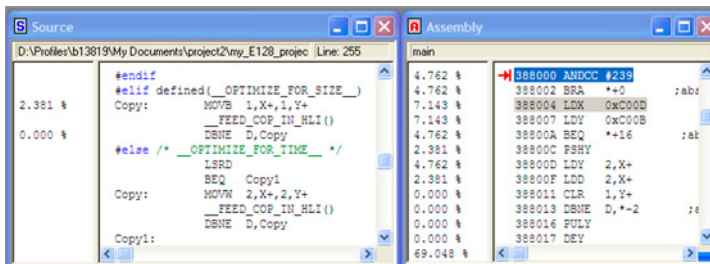 S Source
D:\Profiles\b13819\My Documents\project2\my_E128_projec Line: 255
#endif
#elif defined(__OPTIMIZE_FOR_SIZE__)
2.381 % Copy: MOVB 1,X+,1,Y+
__FEED_COP_IN_HLI()
0.000 % DBNE D,Copy
#else /* __OPTIMIZE_FOR_TIME__ */
LSRD
BEQ Copy1
Copy: MOVW 2,X+,2,Y+
__FEED_COP_IN_HLI()
DBNE D,Copy
Copy1:
A Assembly
main
4.762 % 388000 ANDCC #239
4.762 % 388002 BRA *+0 ;abs
7.143 % 388004 LDX 0xC00D
7.143 % 388007 LDY 0xC00B
4.762 % 38800A BEQ *+16 ;ab
2.381 % 38800C PSHY
4.762 % 38800D LDY 2,X+
2.381 % 38800F LDD 2,X+
0.000 % 388011 CLR 1,Y+
0.000 % 388013 DBNE D,*-2 ;a
0.000 % 388016 PULY
0.000 % 388017 DEY
69.048 %